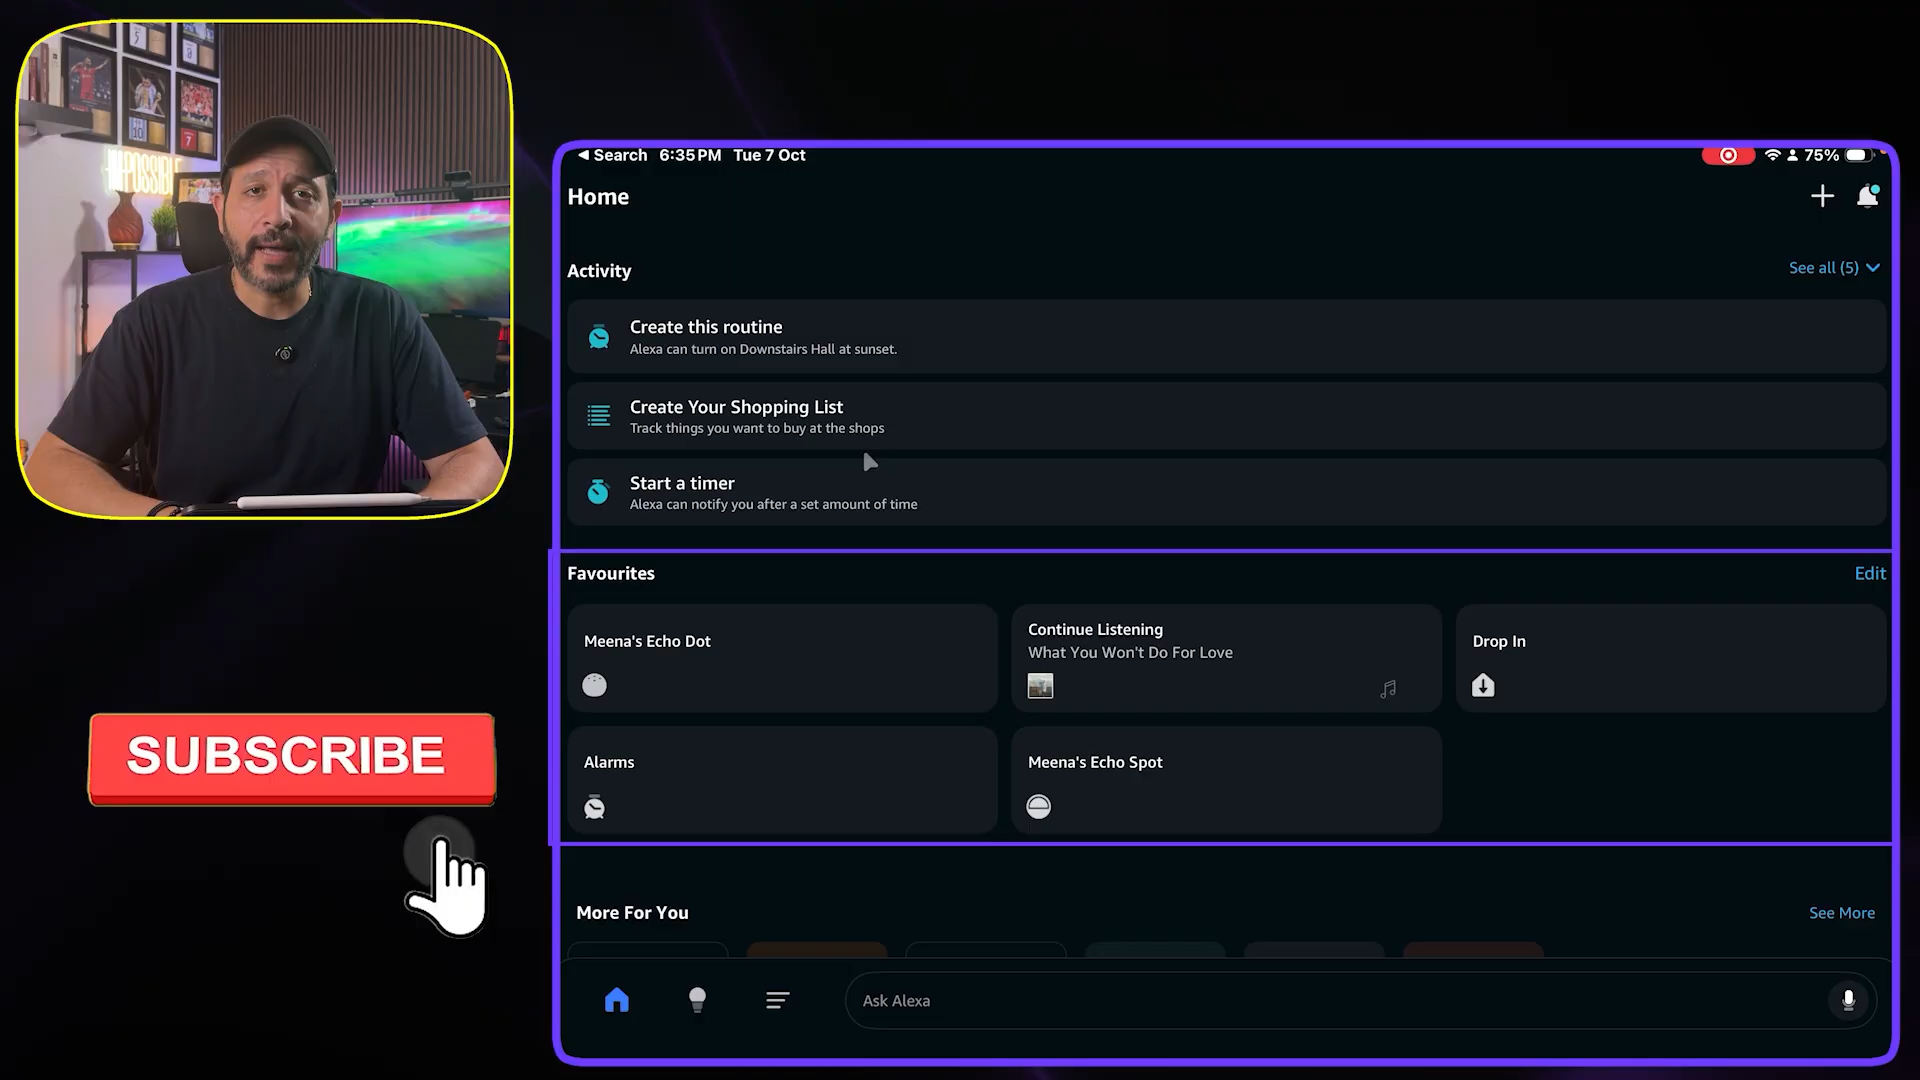 IMPOSSIBLE
◀ Search 6:35 PM Tue 7 Oct
75%
Home
Activity
See all (5)
Create this routine
Alexa can turn on Downstairs Hall at sunset.
Create Your Shopping List
Track things you want to buy at the shops
Start a timer
Alexa can notify you after a set amount of time
Favourites
Edit
Meena's Echo Dot
Continue Listening
What You Won't Do For Love
Drop In
Alarms
Meena's Echo Spot
SUBSCRIBE
More For You
See More
Ask Alexa